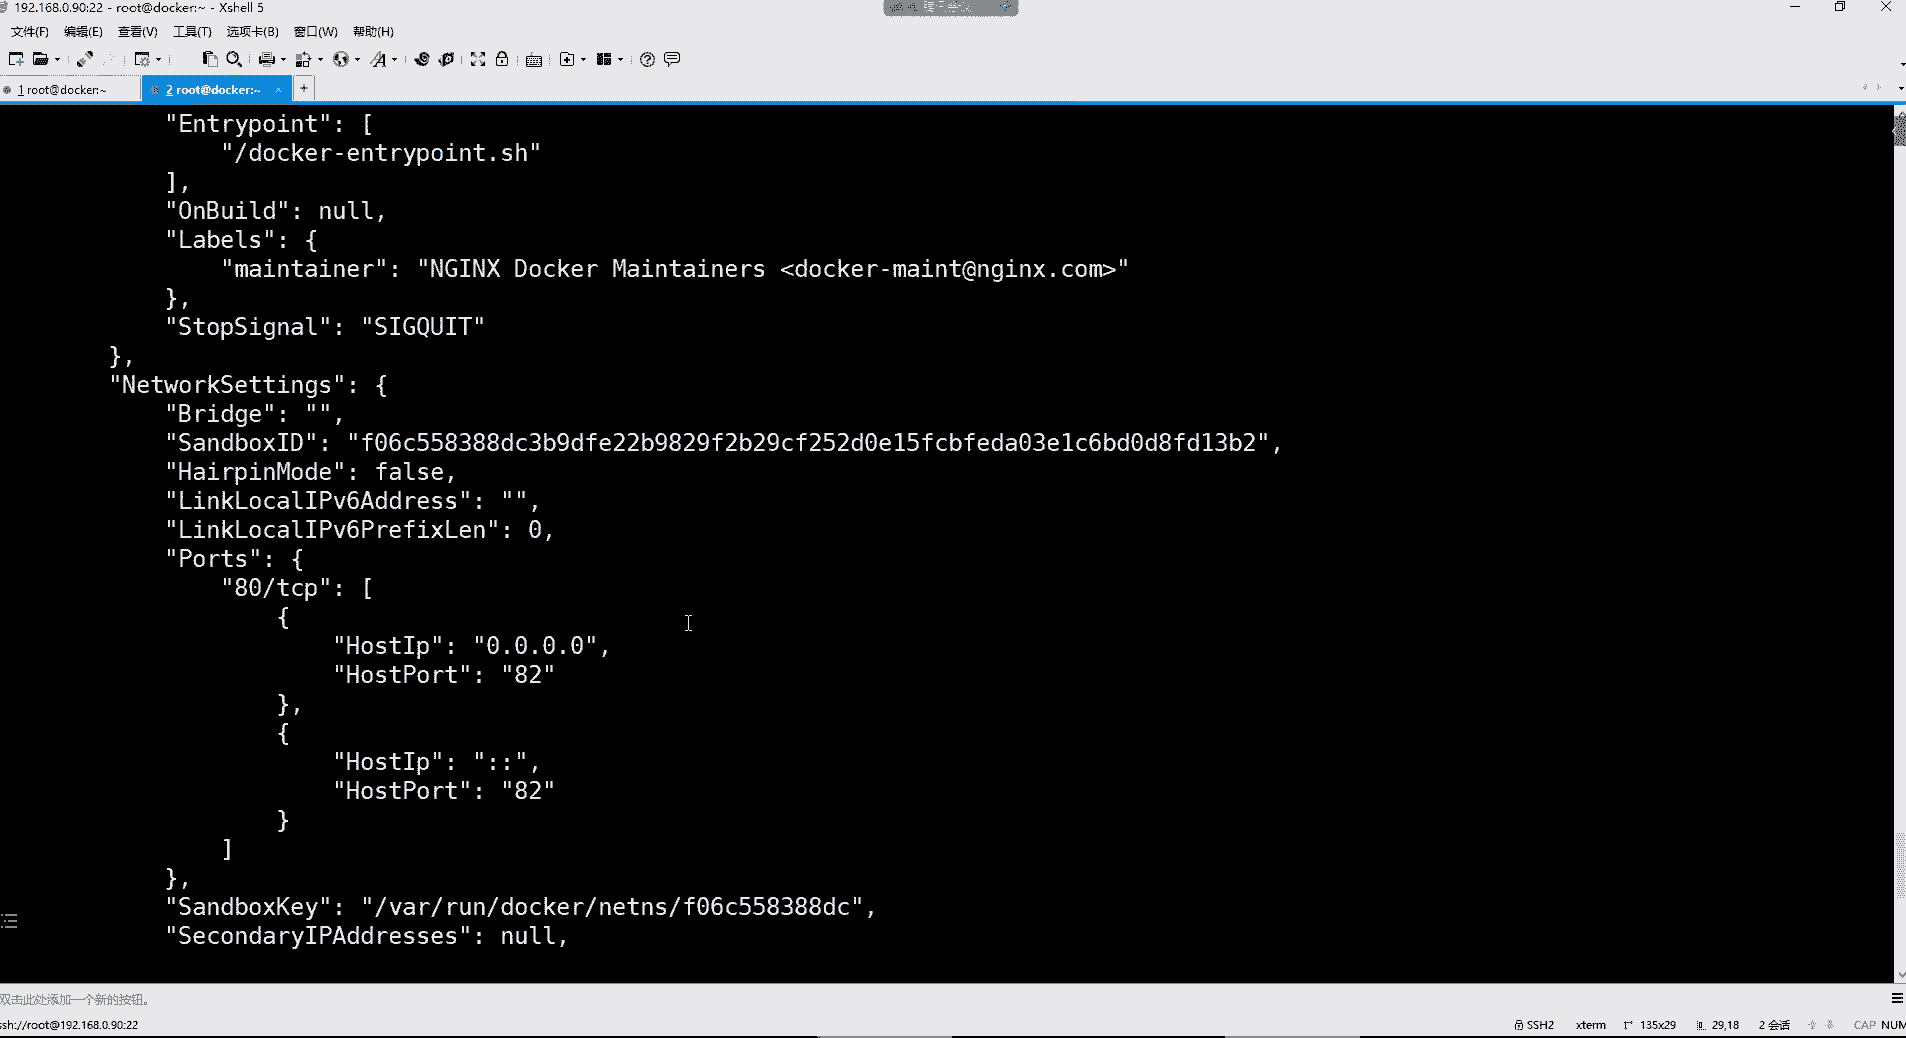 192.168.0.90:22 - root@docker:~ - Xshell 5
文件(F) 编辑(E) 查看(V) 工具(T) 选项卡(B) 窗口(W) 帮助(H)
1 root@docker:~ 2 root@docker:~ × +
"Entrypoint": [
"/docker-entrypoint.sh"
],
"OnBuild": null,
"Labels": {
"maintainer": "NGINX Docker Maintainers <docker-maint@nginx.com>"
},
"StopSignal": "SIGQUIT"
},
"NetworkSettings": {
"Bridge": "",
"SandboxID": "f06c558388dc3b9dfe22b9829f2b29cf252d0e15fcbfeda03e1c6bd0d8fd13b2",
"HairpinMode": false,
"LinkLocalIPv6Address": "",
"LinkLocalIPv6PrefixLen": 0,
"Ports": {
"80/tcp": [
{
"HostIp": "0.0.0.0",
"HostPort": "82"
},
{
"HostIp": "::",
"HostPort": "82"
}
]
},
"SandboxKey": "/var/run/docker/netns/f06c558388dc",
"SecondaryIPAddresses": null,
双击此处添加一个新的按钮。
ssh://root@192.168.0.90:22 SSH2 xterm 135x29 29,18 2 会话 CAP NUM